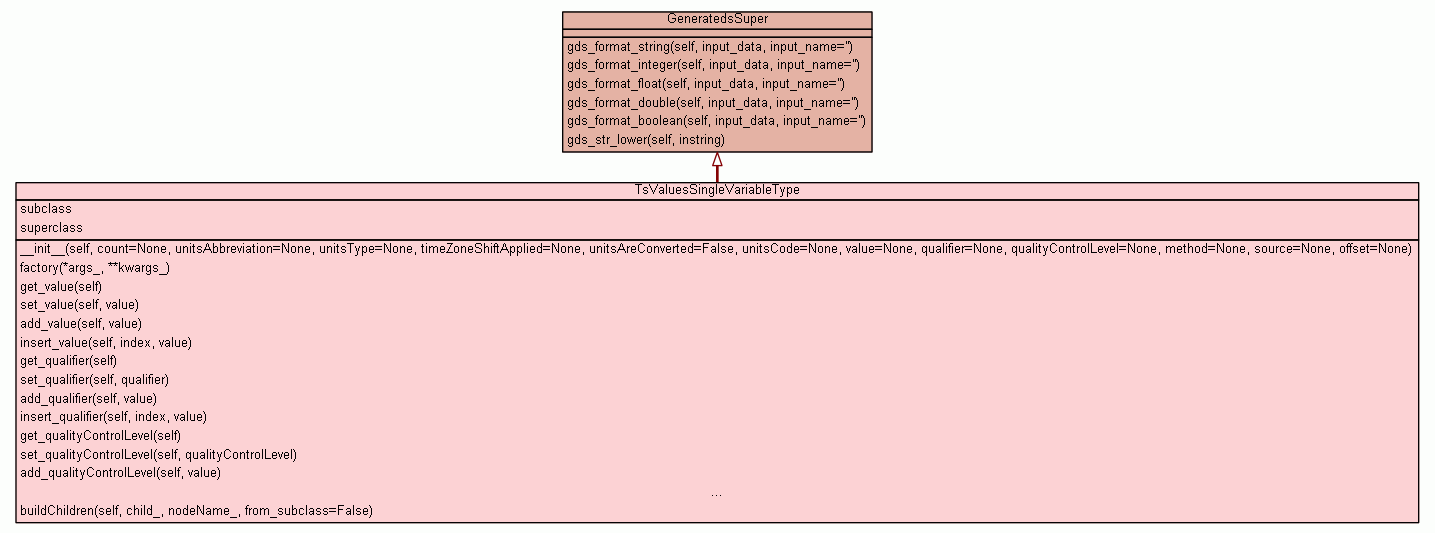 GeneratedsSuper
gds_format_string(self, input_data, input_name='')
gds_format_integer(self, input_data, input_name='')
gds_format_float(self, input_data, input_name='')
gds_format_double(self, input_data, input_name='')
gds_format_boolean(self, input_data, input_name='')
gds_str_lower(self, instring)
TsValuesSingleVariableType
subclass
superclass
__init__(self, count=None, unitsAbbreviation=None, unitsType=None, timeZoneShiftApplied=None, unitsAreConverted=False, unitsCode=None, value=None, qualifier=None, qualityControlLevel=None, method=None, source=None, offset=None)
factory(*args_, **kwargs_)
get_value(self)
set_value(self, value)
add_value(self, value)
insert_value(self, index, value)
get_qualifier(self)
set_qualifier(self, qualifier)
add_qualifier(self, value)
insert_qualifier(self, index, value)
get_qualityControlLevel(self)
set_qualityControlLevel(self, qualityControlLevel)
add_qualityControlLevel(self, value)
...
buildChildren(self, child_, nodeName_, from_subclass=False)